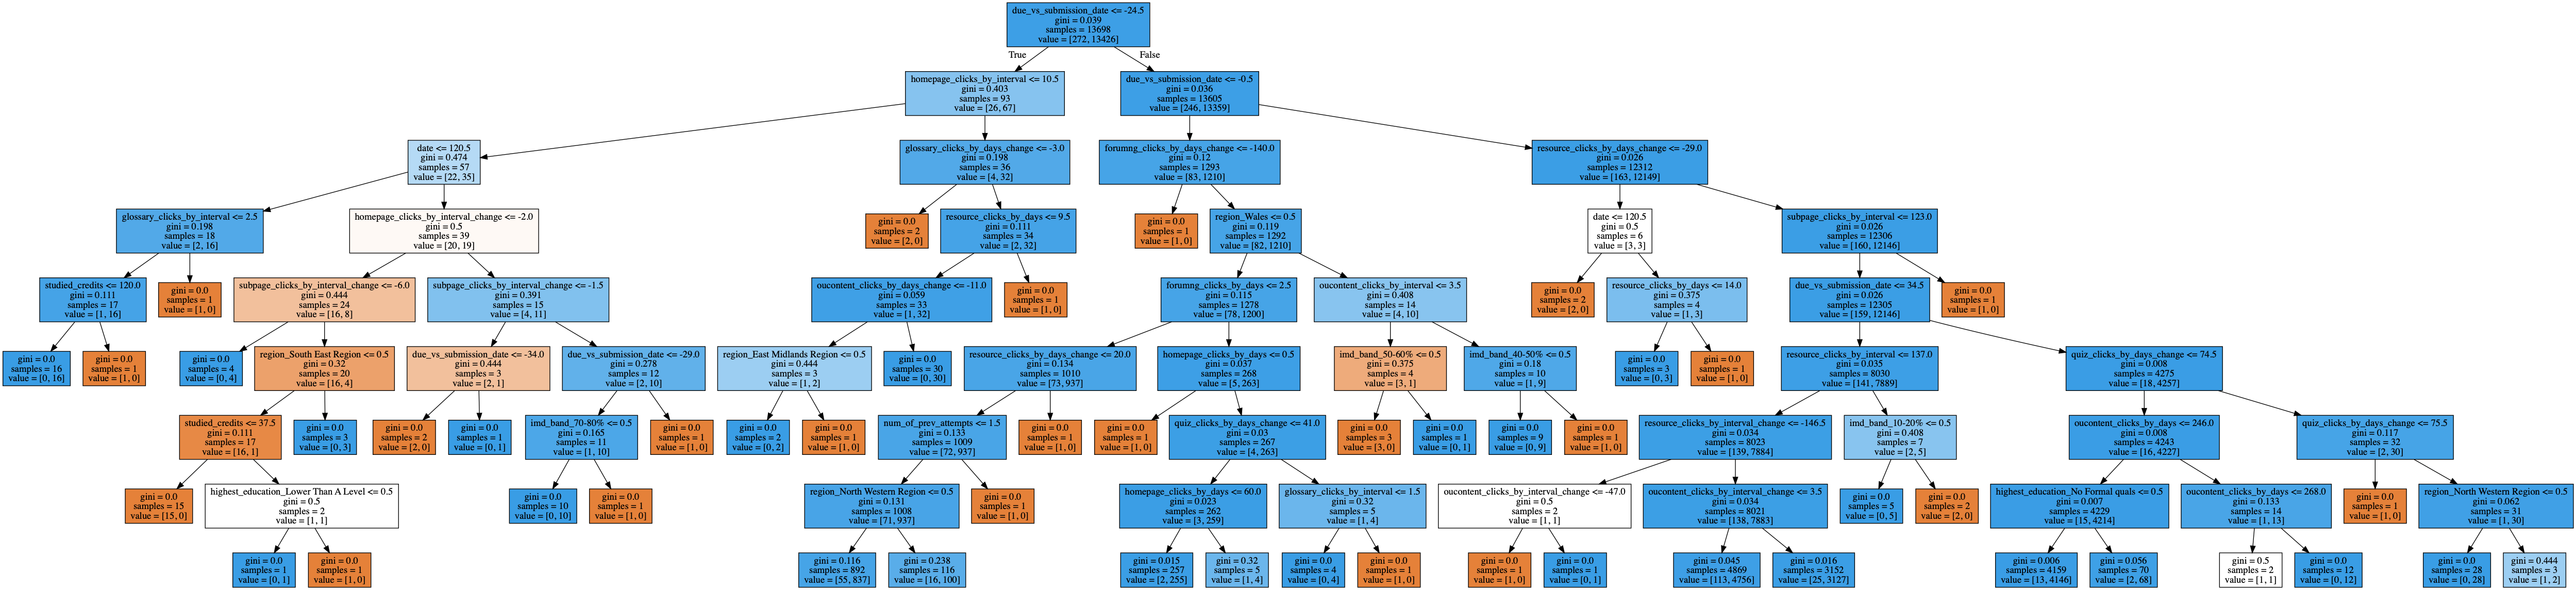 due_vs_submission_date <= -24.5
gini = 0.039
samples = 13698
value = [272, 13426]
True
False
homepage_clicks_by_interval <= 10.5
gini = 0.403
samples = 93
value = [26, 67]
due_vs_submission_date <= -0.5
gini = 0.036
samples = 13605
value = [246, 13359]
date <= 120.5
gini = 0.474
samples = 57
value = [22, 35]
glossary_clicks_by_days_change <= -3.0
gini = 0.198
samples = 36
value = [4, 32]
forumng_clicks_by_days_change <= -140.0
gini = 0.12
samples = 1293
value = [83, 1210]
resource_clicks_by_days_change <= -29.0
gini = 0.026
samples = 12312
value = [163, 12149]
glossary_clicks_by_interval <= 2.5
gini = 0.198
samples = 18
value = [2, 16]
homepage_clicks_by_interval_change <= -2.0
gini = 0.5
samples = 39
value = [20, 19]
gini = 0.0
samples = 2
value = [2, 0]
resource_clicks_by_days <= 9.5
gini = 0.111
samples = 34
value = [2, 32]
gini = 0.0
samples = 1
value = [1, 0]
region_Wales <= 0.5
gini = 0.119
samples = 1292
value = [82, 1210]
date <= 120.5
gini = 0.5
samples = 6
value = [3, 3]
subpage_clicks_by_interval <= 123.0
gini = 0.026
samples = 12306
value = [160, 12146]
studied_credits <= 120.0
gini = 0.111
samples = 17
value = [1, 16]
gini = 0.0
samples = 1
value = [1, 0]
subpage_clicks_by_interval_change <= -6.0
gini = 0.444
samples = 24
value = [16, 8]
subpage_clicks_by_interval_change <= -1.5
gini = 0.391
samples = 15
value = [4, 11]
oucontent_clicks_by_days_change <= -11.0
gini = 0.059
samples = 33
value = [1, 32]
gini = 0.0
samples = 1
value = [1, 0]
forumng_clicks_by_days <= 2.5
gini = 0.115
samples = 1278
value = [78, 1200]
oucontent_clicks_by_interval <= 3.5
gini = 0.408
samples = 14
value = [4, 10]
gini = 0.0
samples = 2
value = [2, 0]
resource_clicks_by_days <= 14.0
gini = 0.375
samples = 4
value = [1, 3]
due_vs_submission_date <= 34.5
gini = 0.026
samples = 12305
value = [159, 12146]
gini = 0.0
samples = 1
value = [1, 0]
gini = 0.0
samples = 16
value = [0, 16]
gini = 0.0
samples = 1
value = [1, 0]
gini = 0.0
samples = 4
value = [0, 4]
region_South East Region <= 0.5
gini = 0.32
samples = 20
value = [16, 4]
due_vs_submission_date <= -34.0
gini = 0.444
samples = 3
value = [2, 1]
due_vs_submission_date <= -29.0
gini = 0.278
samples = 12
value = [2, 10]
region_East Midlands Region <= 0.5
gini = 0.444
samples = 3
value = [1, 2]
gini = 0.0
samples = 30
value = [0, 30]
resource_clicks_by_days_change <= 20.0
gini = 0.134
samples = 1010
value = [73, 937]
homepage_clicks_by_days <= 0.5
gini = 0.037
samples = 268
value = [5, 263]
imd_band_50-60% <= 0.5
gini = 0.375
samples = 4
value = [3, 1]
imd_band_40-50% <= 0.5
gini = 0.18
samples = 10
value = [1, 9]
gini = 0.0
samples = 3
value = [0, 3]
gini = 0.0
samples = 1
value = [1, 0]
resource_clicks_by_interval <= 137.0
gini = 0.035
samples = 8030
value = [141, 7889]
quiz_clicks_by_days_change <= 74.5
gini = 0.008
samples = 4275
value = [18, 4257]
studied_credits <= 37.5
gini = 0.111
samples = 17
value = [16, 1]
gini = 0.0
samples = 3
value = [0, 3]
gini = 0.0
samples = 2
value = [2, 0]
gini = 0.0
samples = 1
value = [0, 1]
imd_band_70-80% <= 0.5
gini = 0.165
samples = 11
value = [1, 10]
gini = 0.0
samples = 1
value = [1, 0]
gini = 0.0
samples = 2
value = [0, 2]
gini = 0.0
samples = 1
value = [1, 0]
num_of_prev_attempts <= 1.5
gini = 0.133
samples = 1009
value = [72, 937]
gini = 0.0
samples = 1
value = [1, 0]
gini = 0.0
samples = 1
value = [1, 0]
quiz_clicks_by_days_change <= 41.0
gini = 0.03
samples = 267
value = [4, 263]
gini = 0.0
samples = 3
value = [3, 0]
gini = 0.0
samples = 1
value = [0, 1]
gini = 0.0
samples = 9
value = [0, 9]
gini = 0.0
samples = 1
value = [1, 0]
resource_clicks_by_interval_change <= -146.5
gini = 0.034
samples = 8023
value = [139, 7884]
imd_band_10-20% <= 0.5
gini = 0.408
samples = 7
value = [2, 5]
oucontent_clicks_by_days <= 246.0
gini = 0.008
samples = 4243
value = [16, 4227]
quiz_clicks_by_days_change <= 75.5
gini = 0.117
samples = 32
value = [2, 30]
gini = 0.0
samples = 15
value = [15, 0]
highest_education_Lower Than A Level <= 0.5
gini = 0.5
samples = 2
value = [1, 1]
gini = 0.0
samples = 10
value = [0, 10]
gini = 0.0
samples = 1
value = [1, 0]
region_North Western Region <= 0.5
gini = 0.131
samples = 1008
value = [71, 937]
gini = 0.0
samples = 1
value = [1, 0]
homepage_clicks_by_days <= 60.0
gini = 0.023
samples = 262
value = [3, 259]
glossary_clicks_by_interval <= 1.5
gini = 0.32
samples = 5
value = [1, 4]
oucontent_clicks_by_interval_change <= -47.0
gini = 0.5
samples = 2
value = [1, 1]
oucontent_clicks_by_interval_change <= 3.5
gini = 0.034
samples = 8021
value = [138, 7883]
gini = 0.0
samples = 5
value = [0, 5]
gini = 0.0
samples = 2
value = [2, 0]
highest_education_No Formal quals <= 0.5
gini = 0.007
samples = 4229
value = [15, 4214]
oucontent_clicks_by_days <= 268.0
gini = 0.133
samples = 14
value = [1, 13]
gini = 0.0
samples = 1
value = [1, 0]
region_North Western Region <= 0.5
gini = 0.062
samples = 31
value = [1, 30]
gini = 0.0
samples = 1
value = [0, 1]
gini = 0.0
samples = 1
value = [1, 0]
gini = 0.116
samples = 892
value = [55, 837]
gini = 0.238
samples = 116
value = [16, 100]
gini = 0.015
samples = 257
value = [2, 255]
gini = 0.32
samples = 5
value = [1, 4]
gini = 0.0
samples = 4
value = [0, 4]
gini = 0.0
samples = 1
value = [1, 0]
gini = 0.0
samples = 1
value = [1, 0]
gini = 0.0
samples = 1
value = [0, 1]
gini = 0.045
samples = 4869
value = [113, 4756]
gini = 0.016
samples = 3152
value = [25, 3127]
gini = 0.006
samples = 4159
value = [13, 4146]
gini = 0.056
samples = 70
value = [2, 68]
gini = 0.5
samples = 2
value = [1, 1]
gini = 0.0
samples = 12
value = [0, 12]
gini = 0.0
samples = 28
value = [0, 28]
gini = 0.444
samples = 3
value = [1, 2]